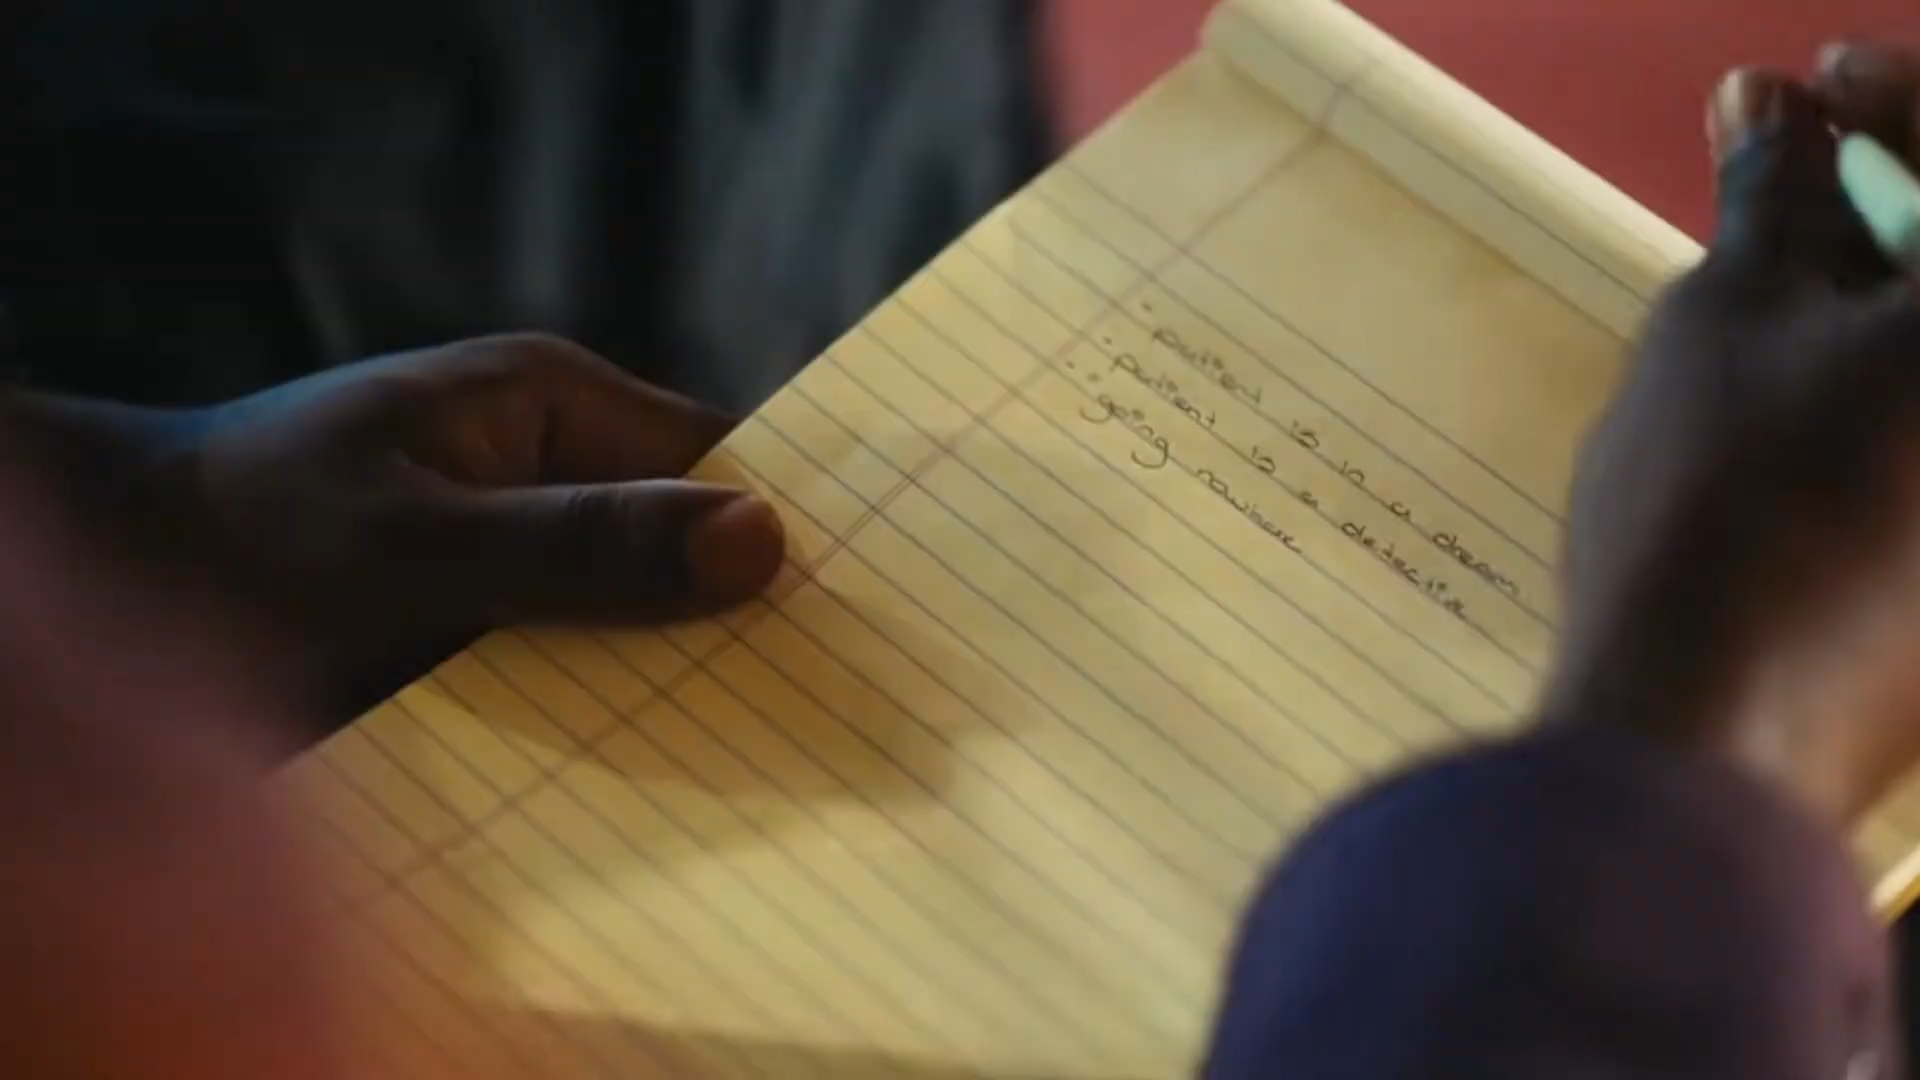 · patient is in a dream
· patient is a detective
· going nowhere